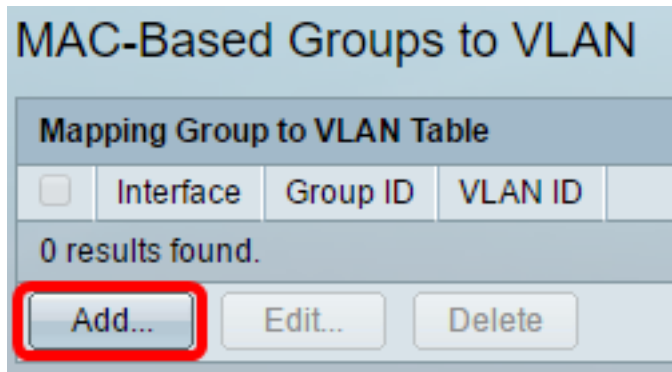 MAC-Based Groups to VLAN
Mapping Group to VLAN Table
Interface Group ID VLAN ID
0 results found.
Add... Edit... Delete